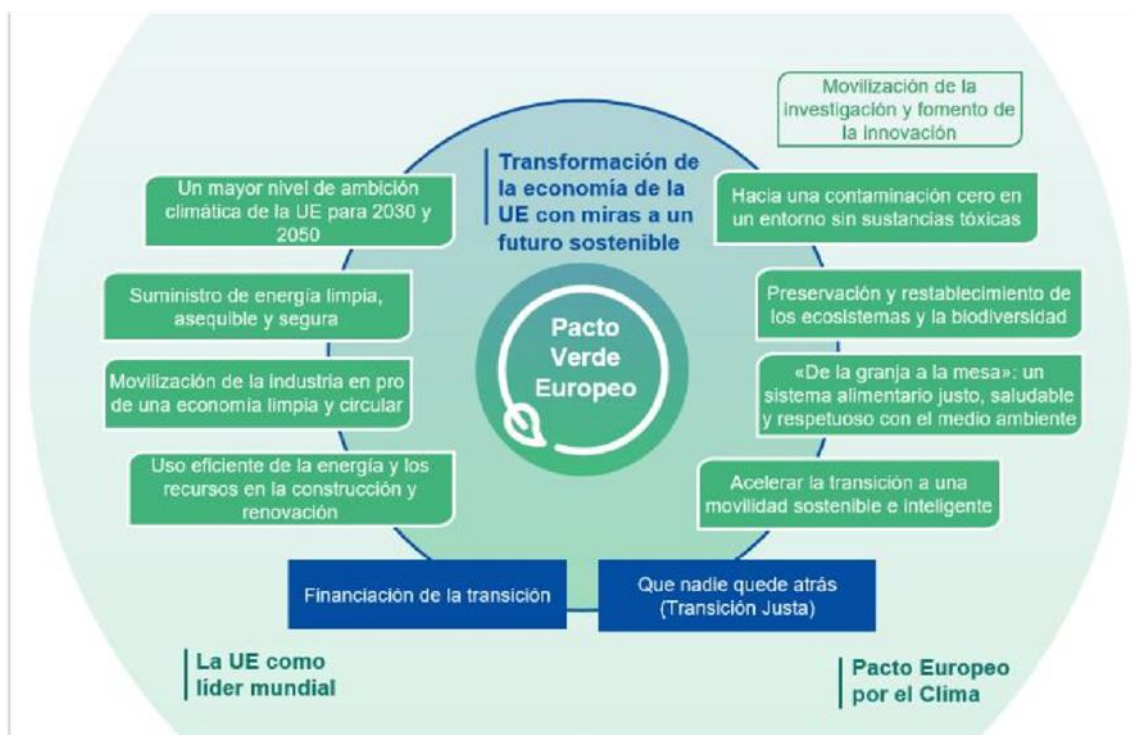 Movilización de la
investigación y fomento de
la innovación
Transformación de
la economía de la
UE con miras a un
futuro sostenible
Un mayor nivel de ambición
climática de la UE para 2030 y
2050
Hacia una contaminación cero en
un entorno sin sustancias tóxicas
Suministro de energía limpia,
asequible y segura
Preservación y restablecimiento de
los ecosistemas y la biodiversidad
Pacto
Verde
Europeo
Movilización de la industria en pro
de una economía limpia y circular
«De la granja a la mesa»: un
sistema alimentario justo, saludable
y respetuoso con el medio ambiente
Uso eficiente de la energía y los
recursos en la construcción y
renovación
Acelerar la transición a una
movilidad sostenible e inteligente
Financiación de la transición
Que nadie quede atrás
(Transición Justa)
La UE como
líder mundial
Pacto Europeo
por el Clima